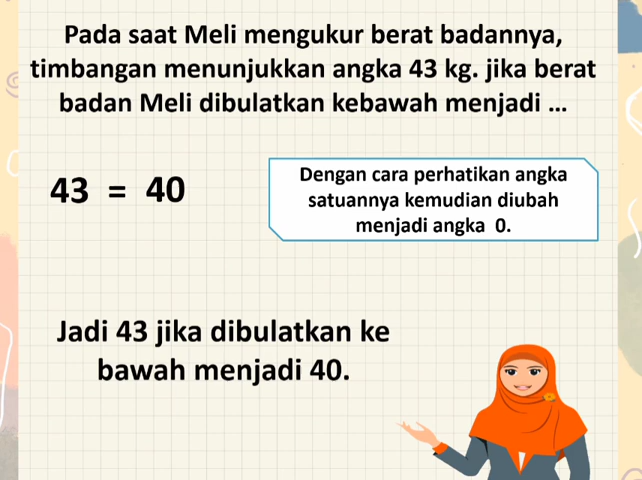 Pada saat Meli mengukur berat badannya,
timbangan menunjukkan angka 43 kg. jika berat
badan Meli dibulatkan kebawah menjadi ...
43 = 40
Dengan cara perhatikan angka
satuannya kemudian diubah
menjadi angka 0.
Jadi 43 jika dibulatkan ke
bawah menjadi 40.